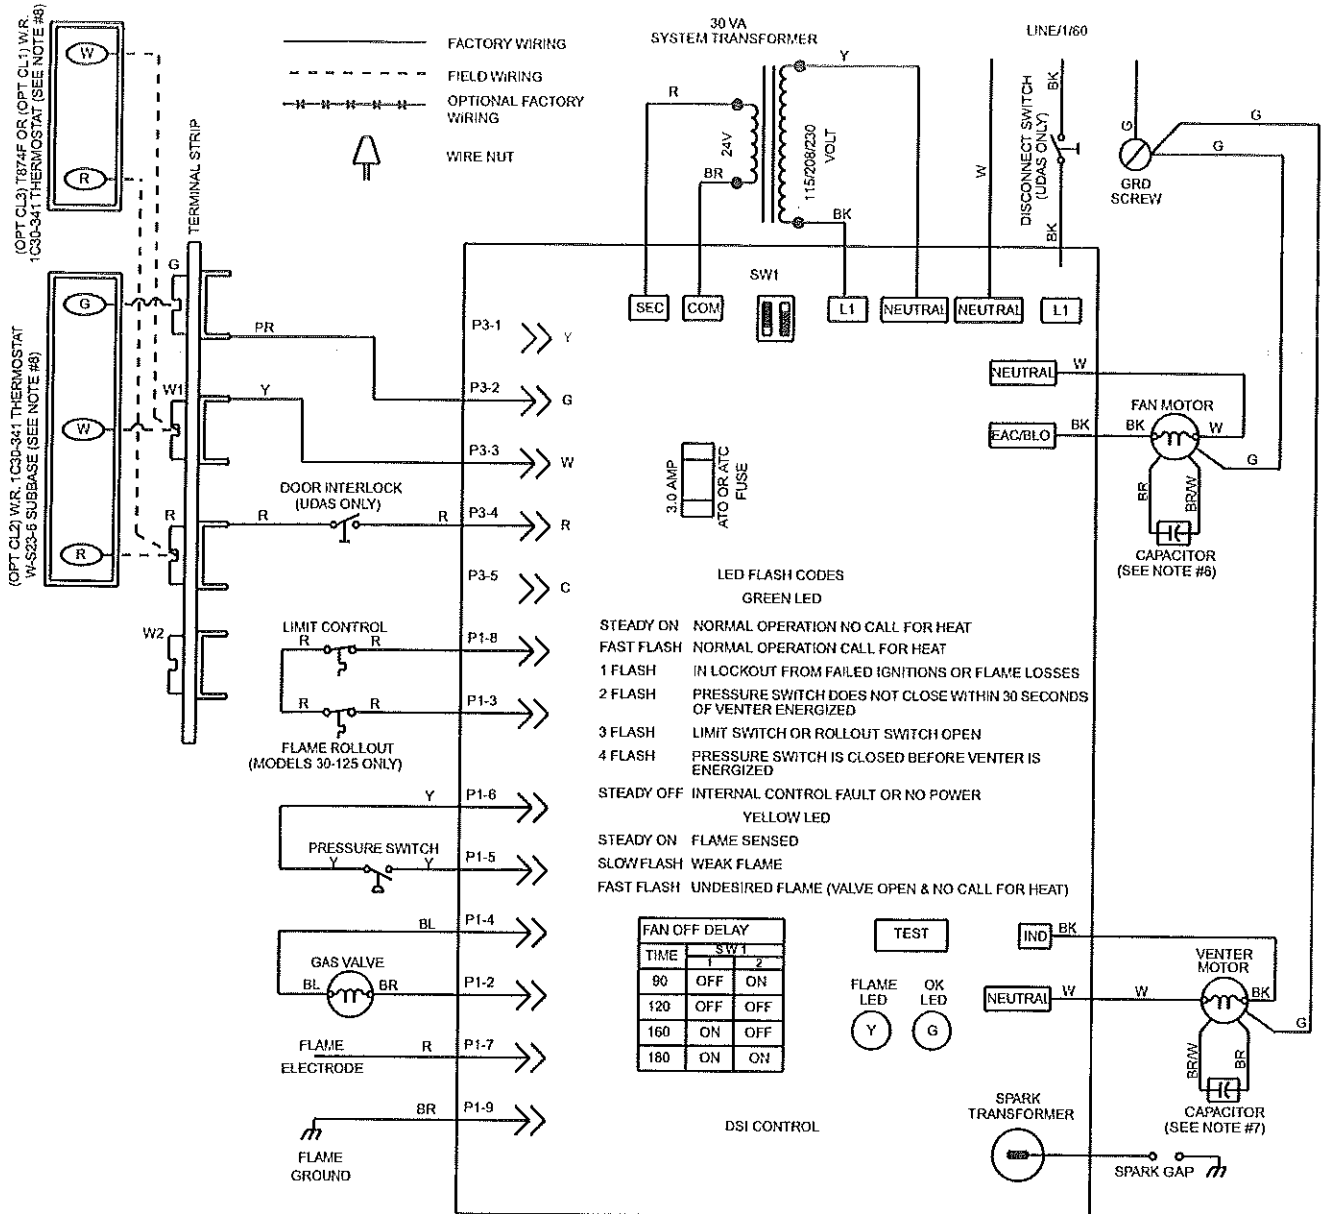 (OPT CL3) T874F OR (OPT CL1) W.R.
1C30-341 THERMOSTAT (SEE NOTE #8)
W
R
(OPT CL2) W.R. 1C30-341 THERMOSTAT
W-S23-6 SUBBASE (SEE NOTE #8)
G
W
R
FACTORY WIRING
FIELD WIRING
OPTIONAL FACTORY
WIRING
WIRE NUT
TERMINAL STRIP
G
W1
R
W2
30 VA
SYSTEM TRANSFORMER
R
Y
24V
BR
115/208/230
VOLT
BK
LINE/1/60
W
BK
DISCONNECT SWITCH
(UDAS ONLY)
BK
G
GRD
SCREW
G
G
SEC
COM
SW1
L1
NEUTRAL
NEUTRAL
L1
PR
P3-1
Y
Y
P3-2
G
P3-3
W
DOOR INTERLOCK
(UDAS ONLY)
R
R
P3-4
R
P3-5
C
3.0 AMP
ATO OR ATC
FUSE
NEUTRAL
W
EAC/BLO
BK
FAN MOTOR
BK
W
G
BR
BR/W
CAPACITOR
(SEE NOTE #6)
LIMIT CONTROL
R
R
P1-8
R
R
P1-3
FLAME ROLLOUT
(MODELS 30-125 ONLY)
LED FLASH CODES
GREEN LED
STEADY ON NORMAL OPERATION NO CALL FOR HEAT
FAST FLASH NORMAL OPERATION CALL FOR HEAT
1 FLASH IN LOCKOUT FROM FAILED IGNITIONS OR FLAME LOSSES
2 FLASH PRESSURE SWITCH DOES NOT CLOSE WITHIN 30 SECONDS
OF VENTER ENERGIZED
3 FLASH LIMIT SWITCH OR ROLLOUT SWITCH OPEN
4 FLASH PRESSURE SWITCH IS CLOSED BEFORE VENTER IS
ENERGIZED
STEADY OFF INTERNAL CONTROL FAULT OR NO POWER
YELLOW LED
STEADY ON FLAME SENSED
SLOW FLASH WEAK FLAME
FAST FLASH UNDESIRED FLAME (VALVE OPEN & NO CALL FOR HEAT)
Y
P1-6
PRESSURE SWITCH
Y
Y
P1-5
BL
P1-4
GAS VALVE
BL
BR
P1-2
FLAME
ELECTRODE
R
P1-7
BR
P1-9
FLAME
GROUND
FAN OFF DELAY
TIME SW1
1 2
90 OFF ON
120 OFF OFF
160 ON OFF
180 ON ON
TEST
FLAME
LED
Y
OK
LED
G
IND
BK
NEUTRAL
W
W
VENTER
MOTOR
BK
G
BR/W
BR
CAPACITOR
(SEE NOTE #7)
DSI CONTROL
SPARK
TRANSFORMER
SPARK GAP